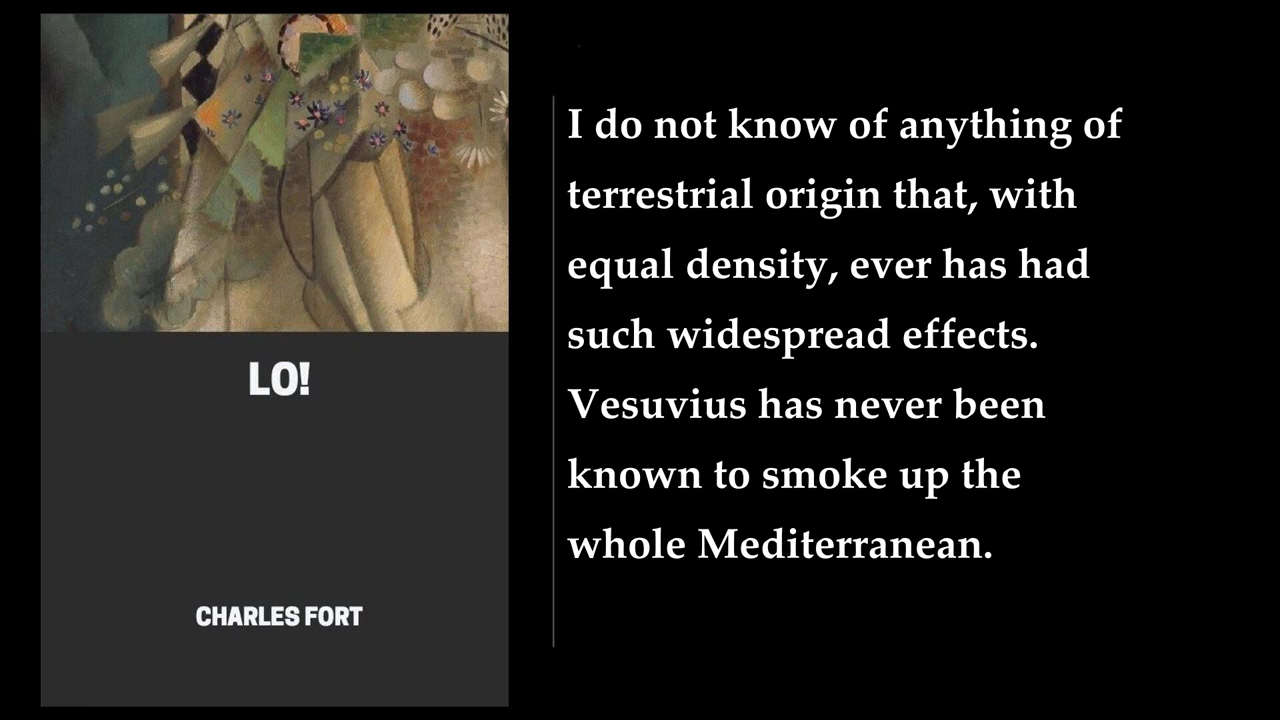 LO!
CHARLES FORT
I do not know of anything of
terrestrial origin that, with
equal density, ever has had
such widespread effects.
Vesuvius has never been
known to smoke up the
whole Mediterranean.